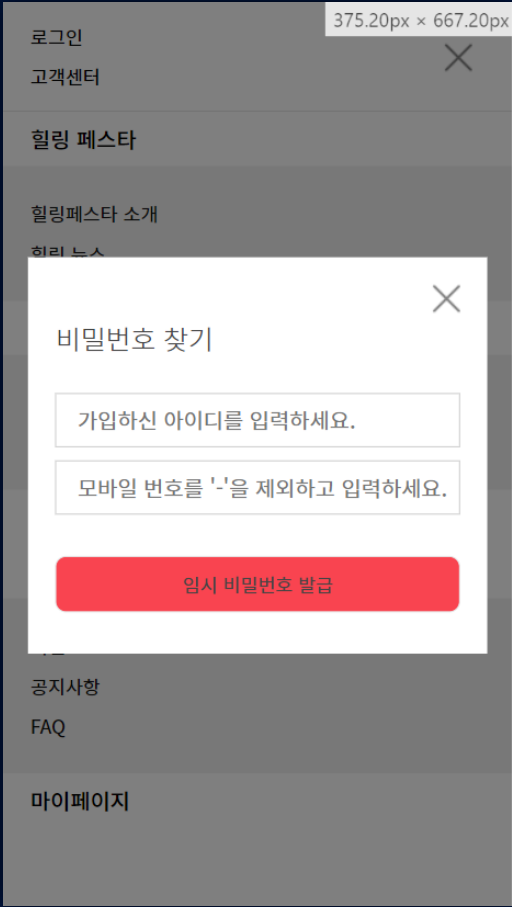 375.20px × 667.20px
로그인
고객센터
힐링 페스타
힐링페스타 소개
힐링 뉴스
비밀번호 찾기
가입하신 아이디를 입력하세요.
모바일 번호를 '-'을 제외하고 입력하세요.
임시 비밀번호 발급
공지사항
FAQ
마이페이지